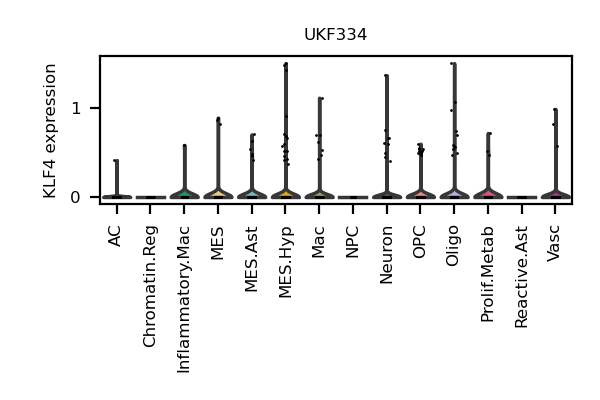 UKF334
KLF4 expression
1
0
AC
Chromatin.Reg
Inflammatory.Mac
MES
MES.Ast
MES.Hyp
Mac
NPC
Neuron
OPC
Oligo
Prolif.Metab
Reactive.Ast
Vasc